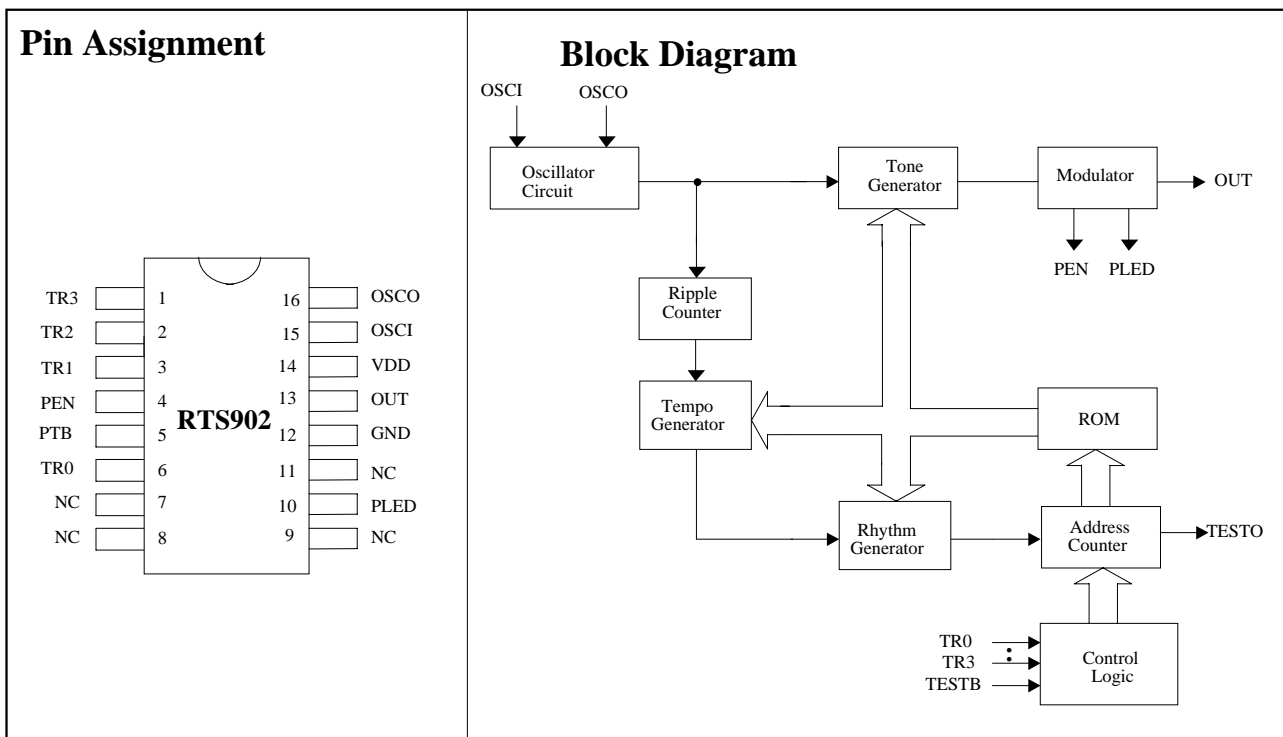 Pin Assignment
TR3 1 16 OSCO
TR2 2 15 OSCI
TR1 3 14 VDD
PEN 4 13 OUT
RTS902
PTB 5 12 GND
TR0 6 11 NC
NC 7 10 PLED
NC 8 9 NC
Block Diagram
OSCI OSCO
Oscillator
Circuit
Tone
Generator
Modulator
OUT
PEN PLED
Ripple
Counter
Tempo
Generator
ROM
Rhythm
Generator
Address
Counter
TESTO
TR0
:
TR3
TESTB
Control
Logic